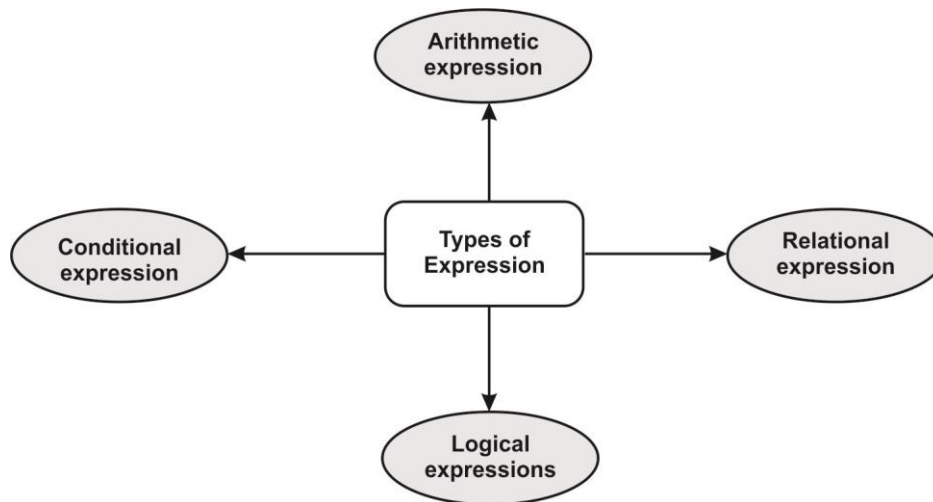 Arithmetic
expression
Conditional
expression
Types of
Expression
Relational
expression
Logical
expressions